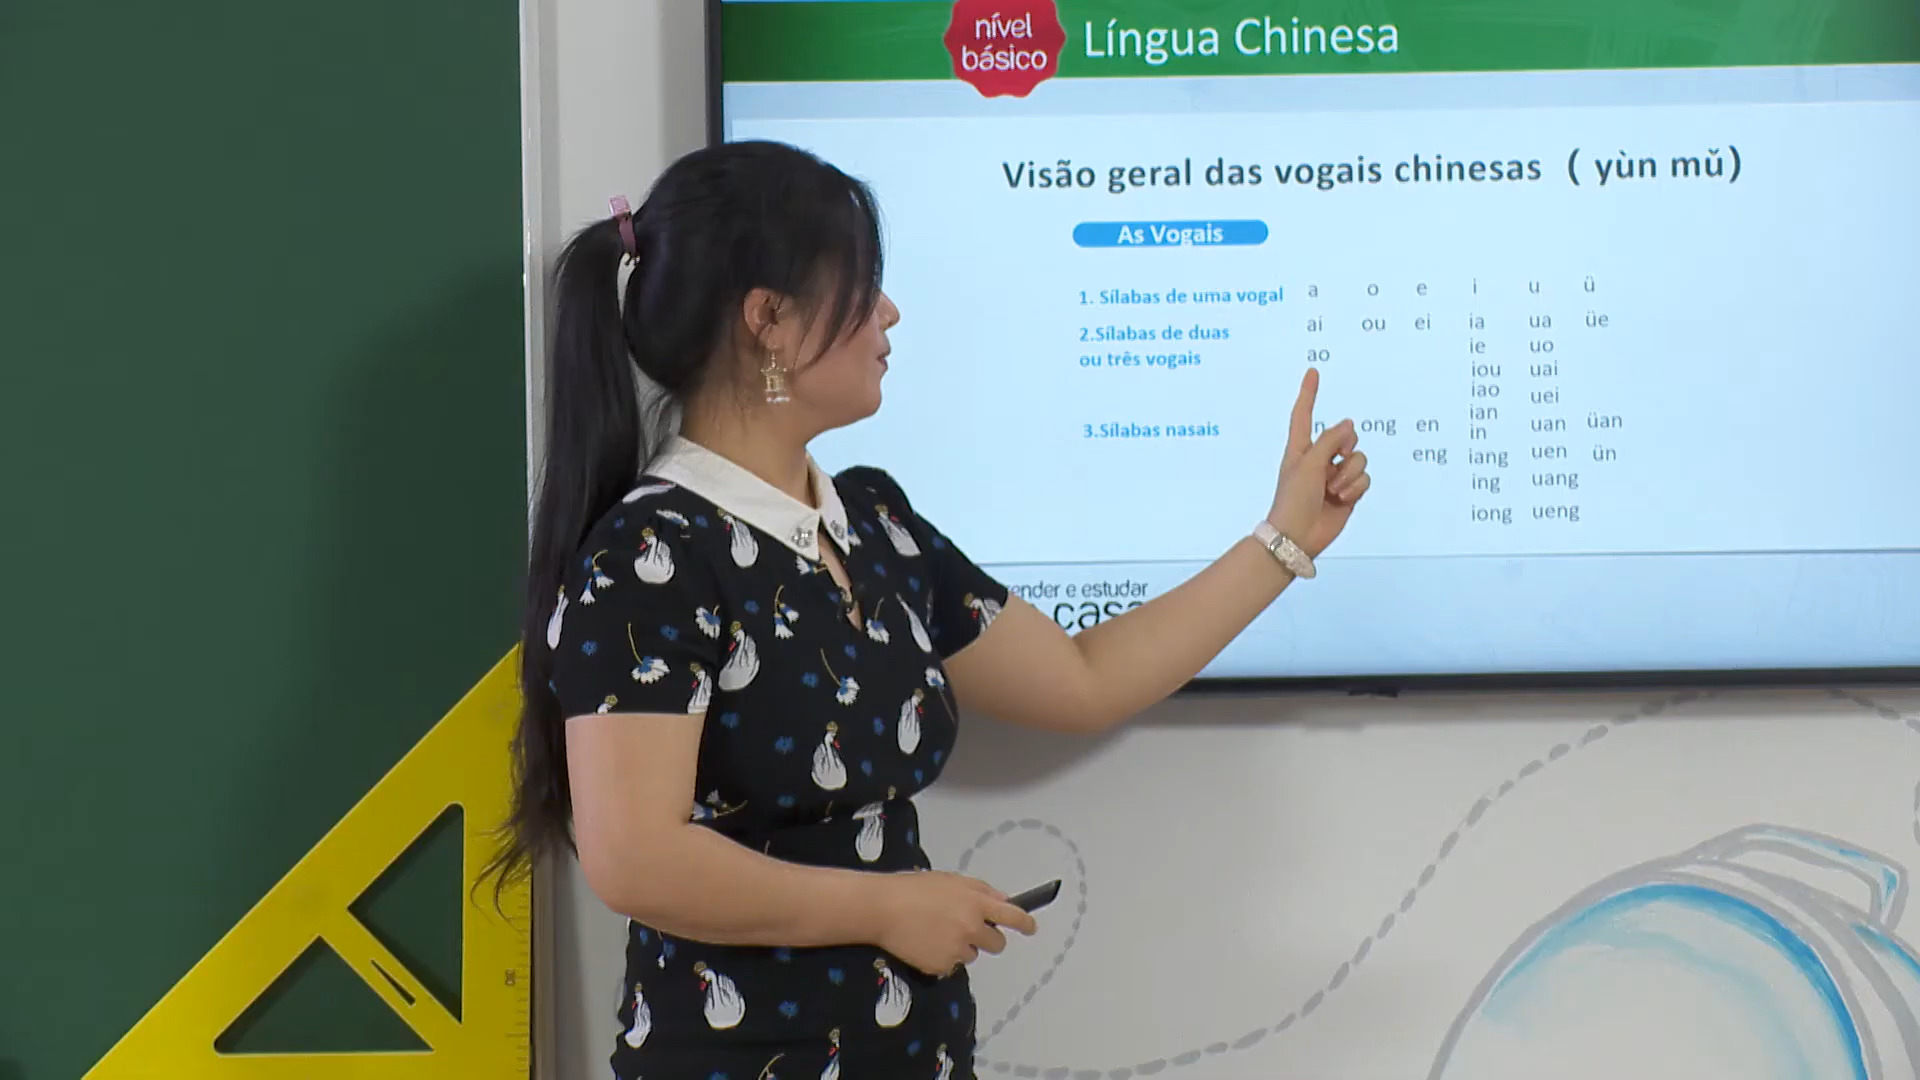 nível
básico
Língua Chinesa
Visão geral das vogais chinesas ( yùn mǔ)
As Vogais
1. Sílabas de uma vogal a o e i u ü
2.Sílabas de duas
ou três vogais
ai ou ei ia ua üe
ao ie uo
iou uai
iao uei
3.Sílabas nasais
ong en ian uan üan
in
eng iang uen ün
ing uang
iong ueng
e estudar
casa